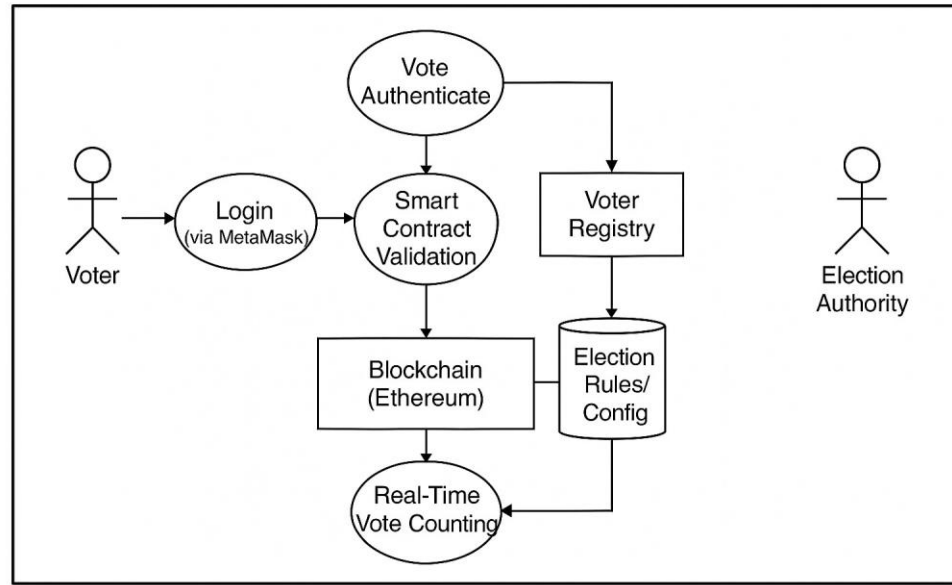 Vote
Authenticate
Voter
Login
(via MetaMask)
Smart
Contract
Validation
Voter
Registry
Election
Authority
Blockchain
(Ethereum)
Election
Rules/
Config
Real-Time
Vote Counting